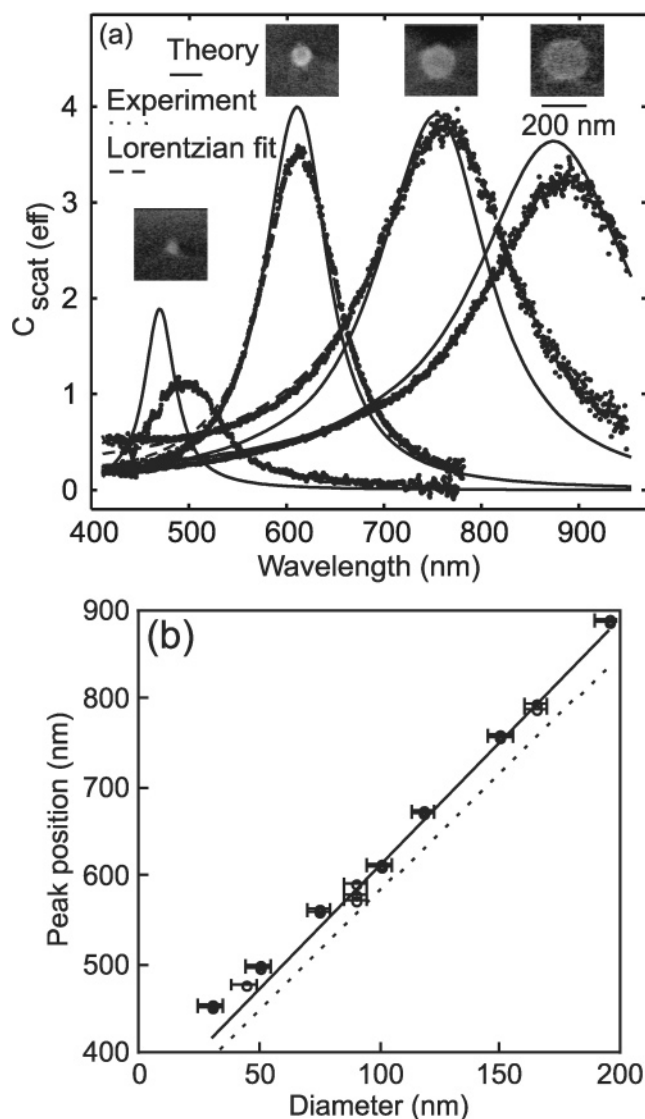 (a)
Theory
Experiment
Lorentzian fit
200 nm
4
3
2
1
0
C scat (eff)
400 500 600 700 800 900
Wavelength (nm)
(b)
900
800
700
600
500
400
Peak position (nm)
0 50 100 150 200
Diameter (nm)